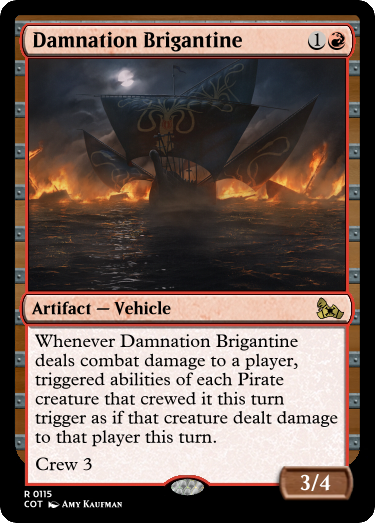 Damnation Brigantine 1
Artifact — Vehicle
Whenever Damnation Brigantine
deals combat damage to a player,
triggered abilities of each Pirate
creature that crewed it this turn
trigger as if that creature dealt damage
to that player this turn.
Crew 3
3/4
R 0115
COT Amy Kaufman